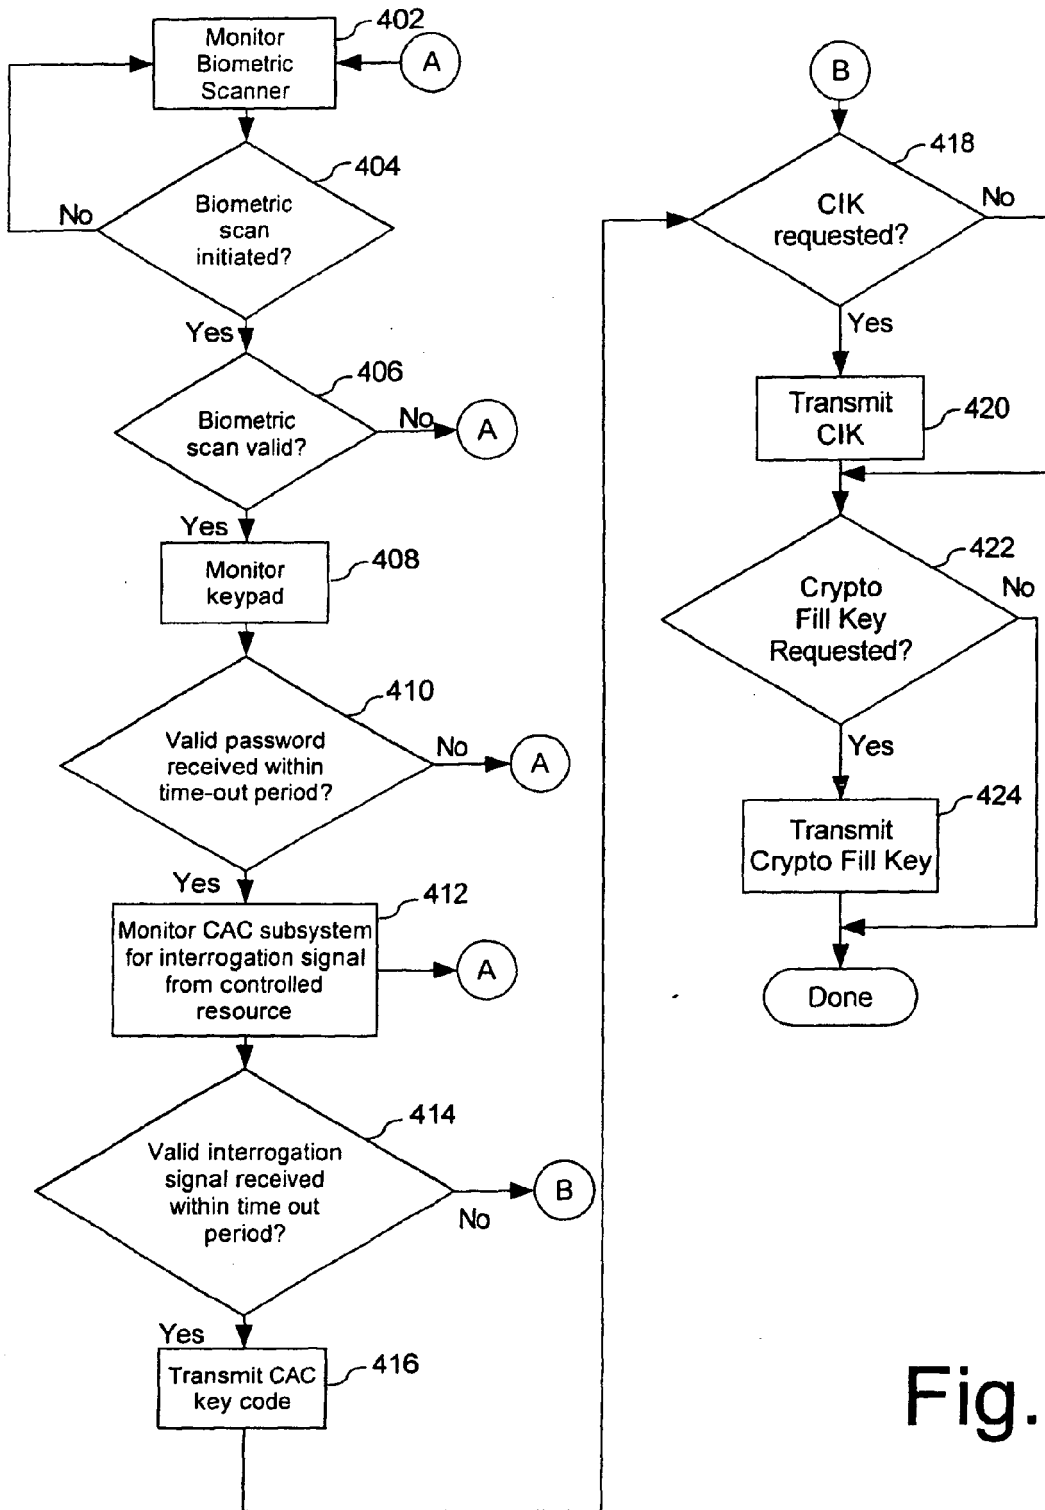 402
Monitor
Biometric
Scanner
A
404
Biometric
scan
initiated?
No
Yes
406
Biometric
scan valid?
No
A
Yes
408
Monitor
keypad
410
Valid password
received within
time-out period?
No
A
Yes
412
Monitor CAC subsystem
for interrogation signal
from controlled
resource
A
414
Valid interrogation
signal received
within time out
period?
No
B
Yes
416
Transmit CAC
key code
B
418
CIK
requested?
No
Yes
Transmit
CIK
420
422
Crypto
Fill Key
Requested?
No
Yes
424
Transmit
Crypto Fill Key
Done
Fig.